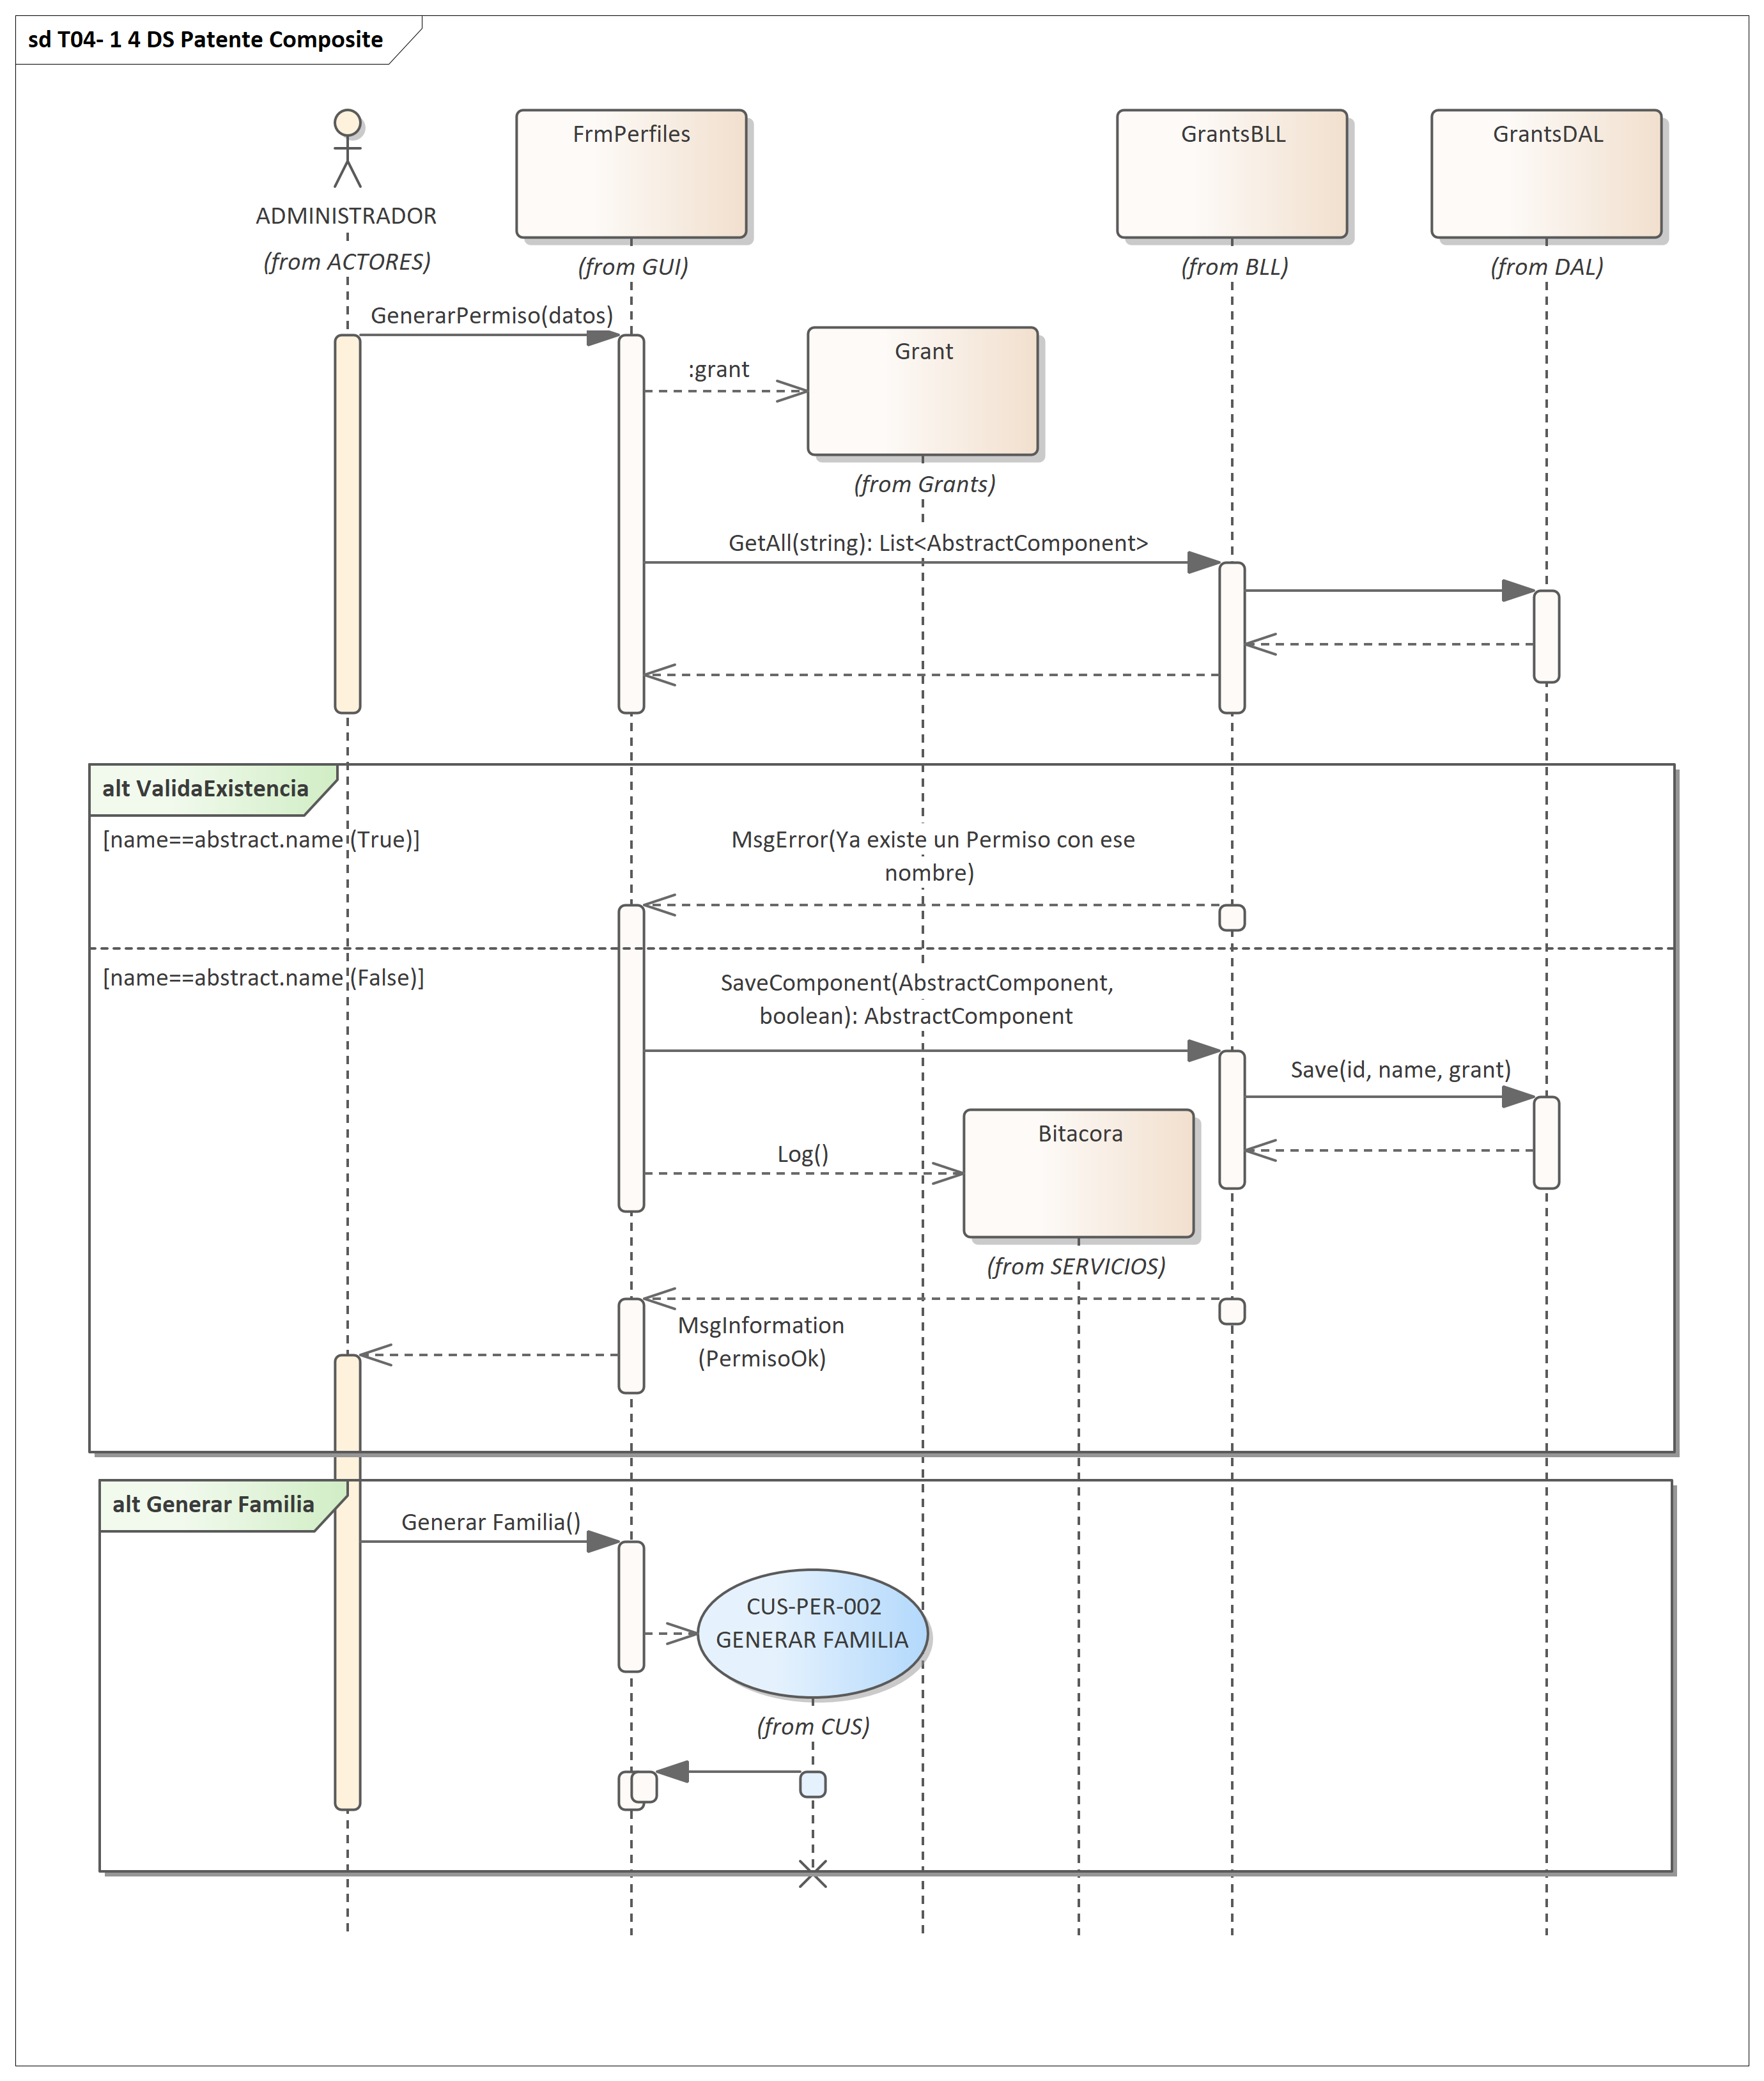 sd T04- 1 4 DS Patente Composite
FrmPerfiles
GrantsBLL
GrantsDAL
ADMINISTRADOR
(from ACTORES)
(from GUI)
(from BLL)
(from DAL)
GenerarPermiso(datos)
Grant
:grant
(from Grants)
GetAll(string): List<AbstractComponent>
alt ValidaExistencia
[name==abstract.name (True)]
MsgError(Ya existe un Permiso con ese
nombre)
[name==abstract.name (False)]
SaveComponent(AbstractComponent,
boolean): AbstractComponent
Save(id, name, grant)
Bitacora
Log()
(from SERVICIOS)
MsgInformation
(PermisoOk)
alt Generar Familia
Generar Familia()
CUS-PER-002
GENERAR FAMILIA
(from CUS)